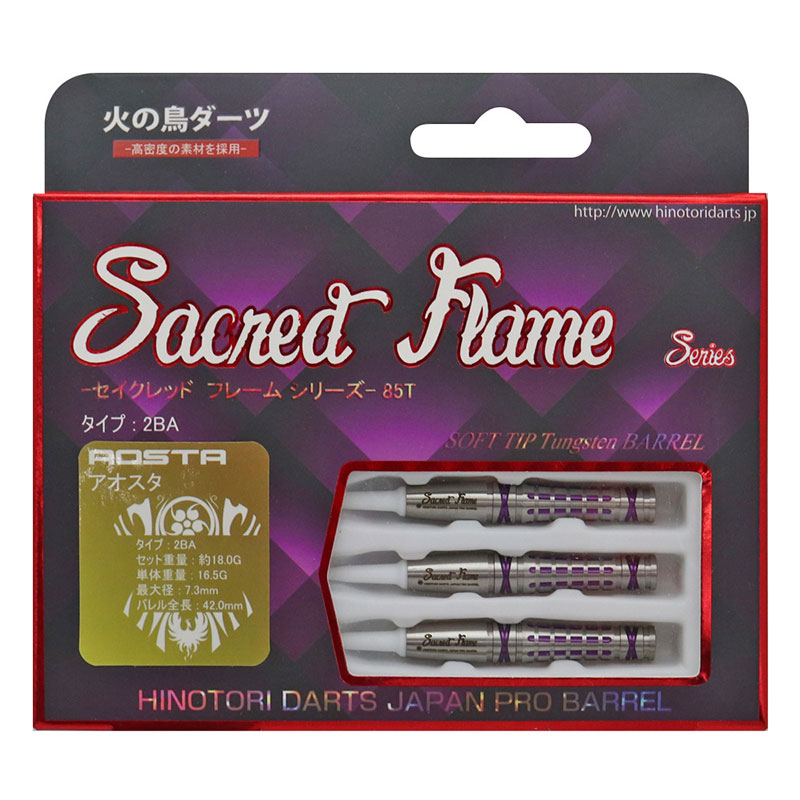 火の鳥ダーツ
-高密度の素材を採用-
http://www.hinotoridarts.jp
Sacred Flame Series
-セイクレッド フレーム シリーズ- 85T
タイプ : 2BA
SOFT TIP Tungsten BARREL
AOSTA
アオスタ
タイプ : 2BA
セット重量 : 約18.0G
単体重量 : 16.5G
最大径 : 7.3mm
バレル全長 : 42.0mm
Sacred Flame
Sacred Flame
Sacred Flame
HINOTORI DARTS JAPAN PRO BARREL